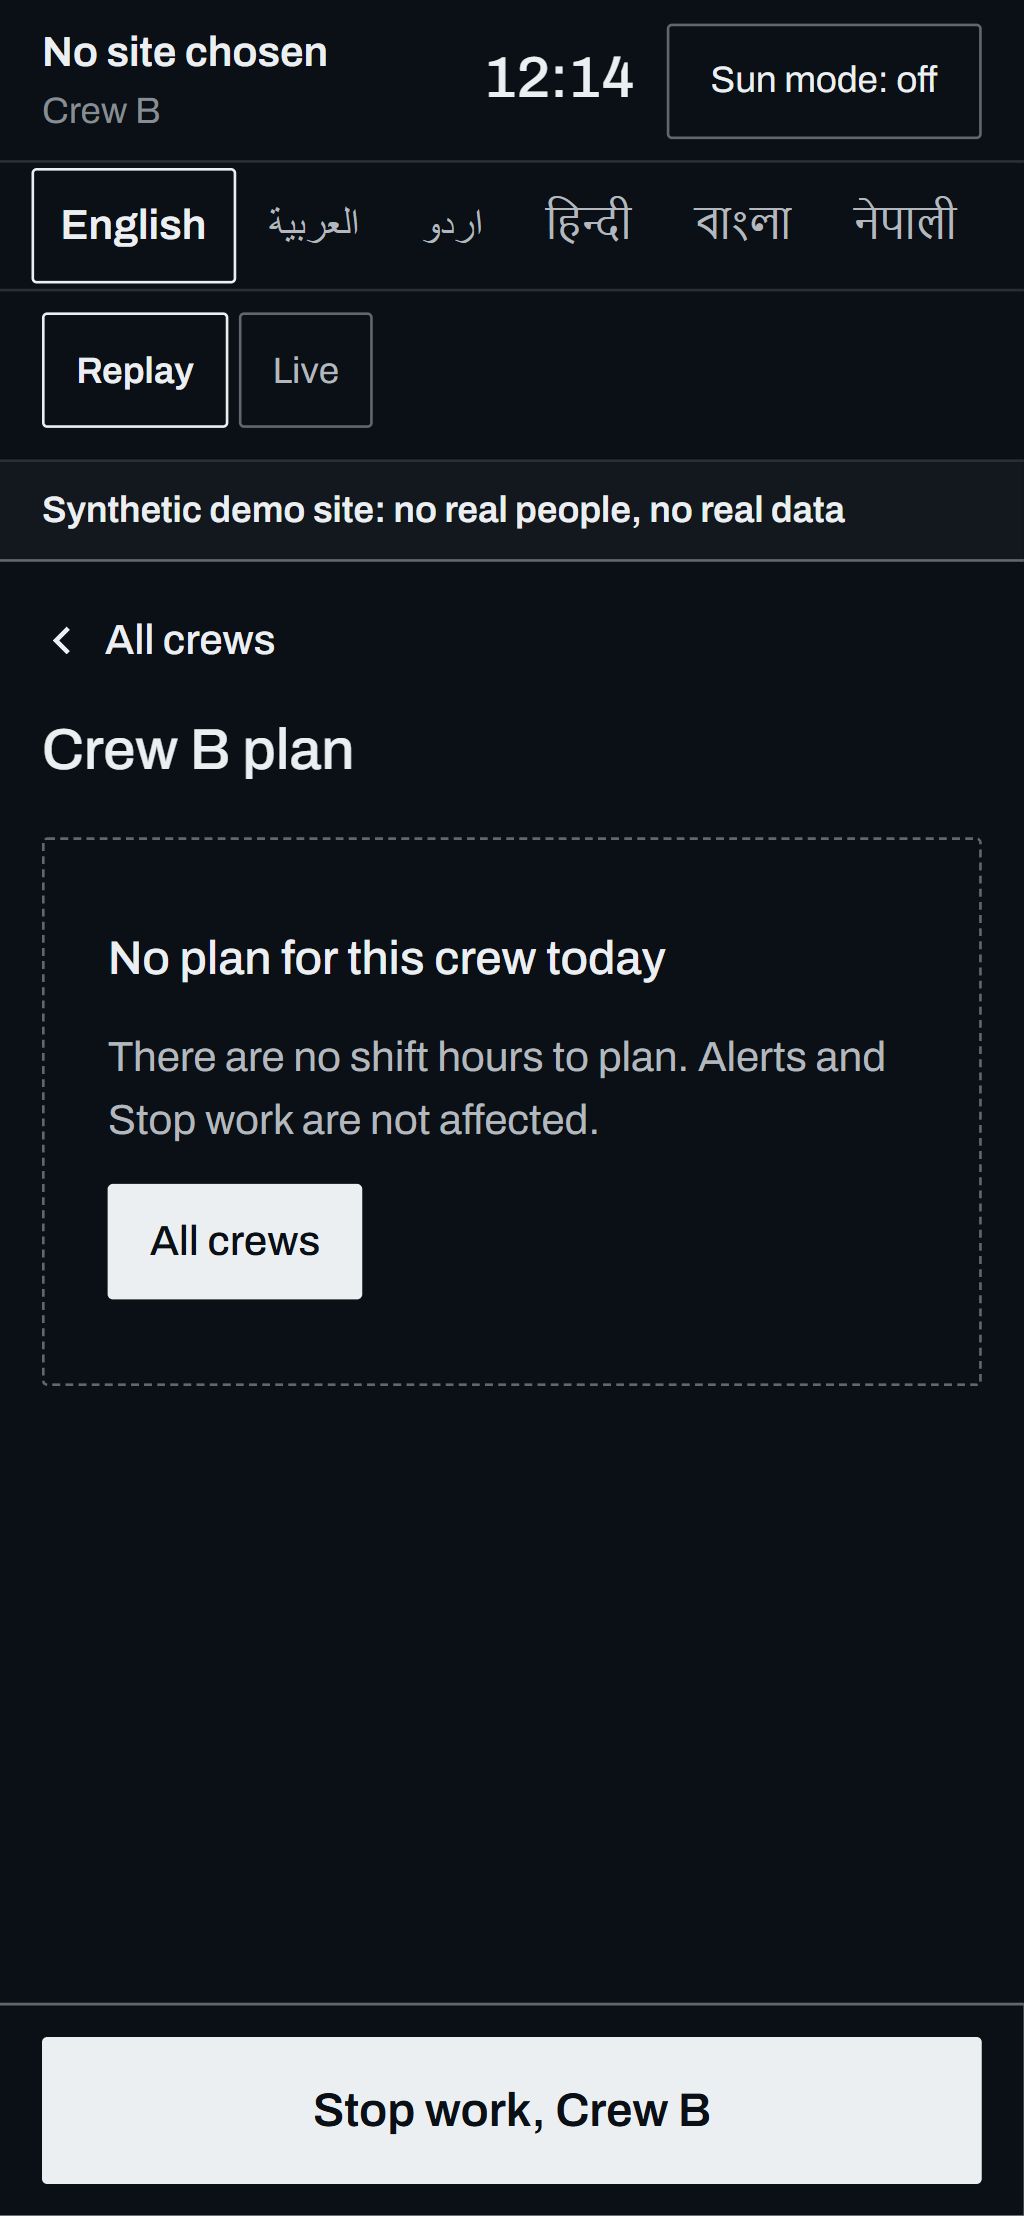 No site chosen
Crew B
12:14
Sun mode: off
English العربية اردو हिन्दी বাংলা नेपाली
Replay Live
Synthetic demo site: no real people, no real data
All crews
Crew B plan
No plan for this crew today
There are no shift hours to plan. Alerts and
Stop work are not affected.
All crews
Stop work, Crew B